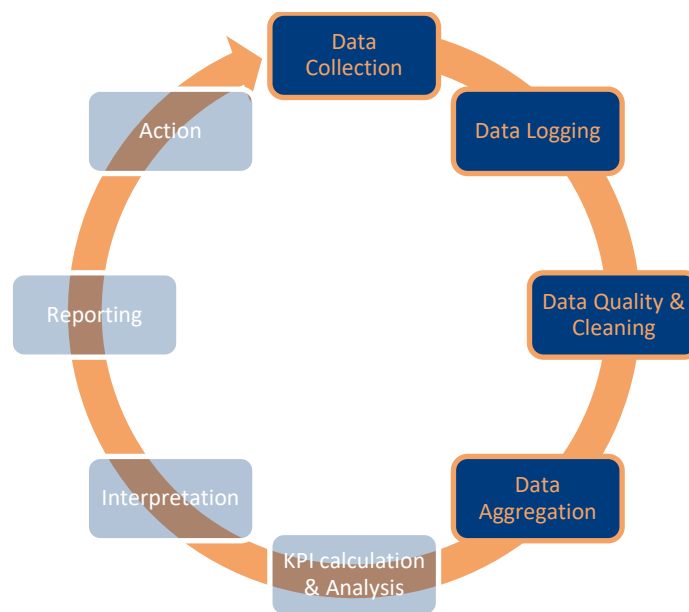 Data
Collection
Data Logging
Data Quality &
Cleaning
Data
Aggregation
KPI calculation
& Analysis
Interpretation
Reporting
Action